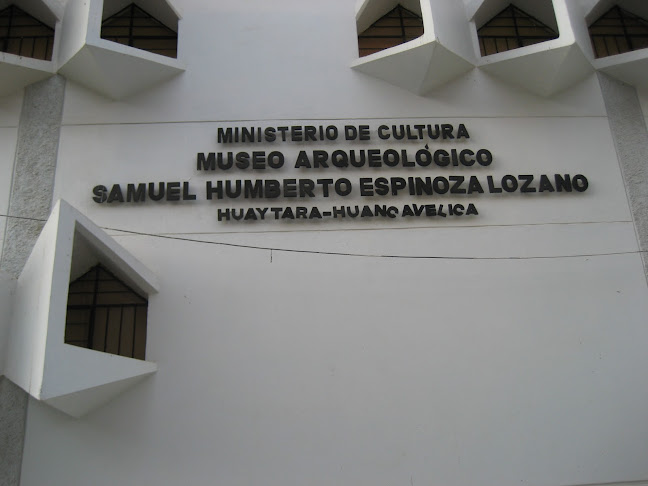 MINISTERIO DE CULTURA
MUSEO ARQUEOLÓGICO
SAMUEL HUMBERTO ESPINOZA LOZANO
HUAYTARA-HUANCAVELICA